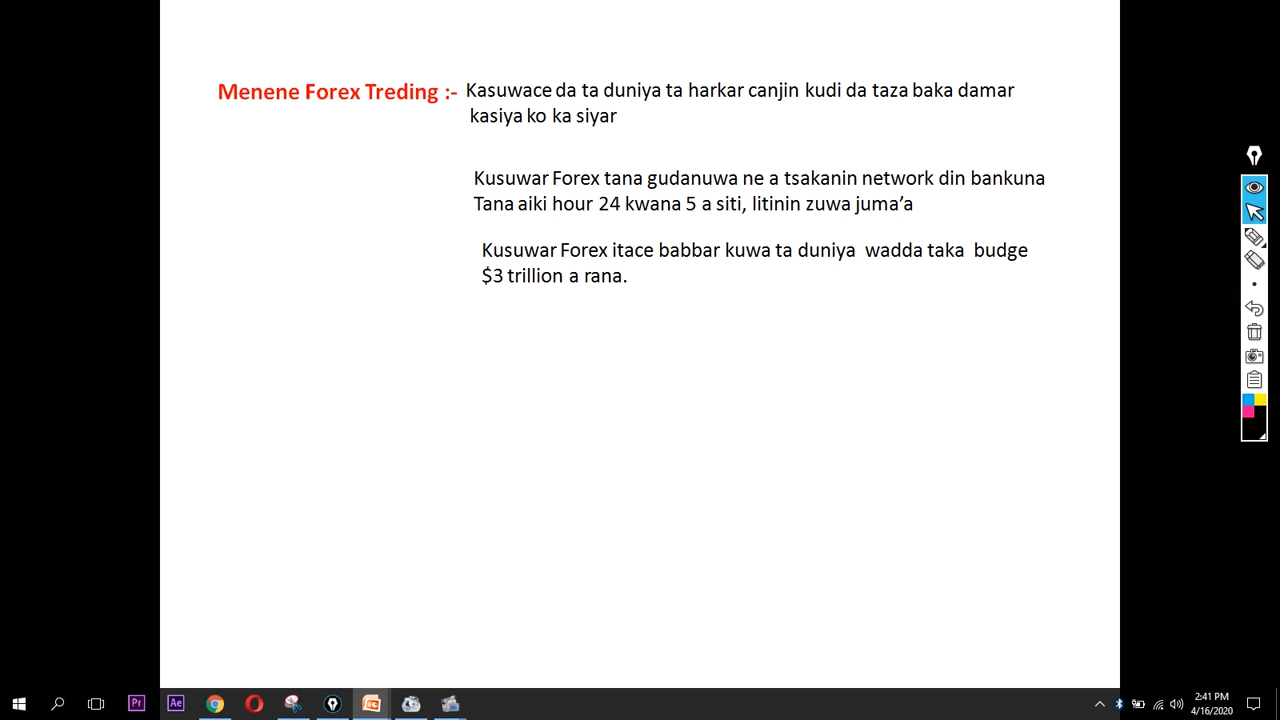 Menene Forex Treding :- Kasuwace da ta duniya ta harkar canjin kudi da taza baka damar
kasiya ko ka siyar
Kusuwar Forex tana gudanuwa ne a tsakanin network din bankuna
Tana aiki hour 24 kwana 5 a siti, litinin zuwa juma’a
Kusuwar Forex itace babbar kuwa ta duniya wadda taka budge
$3 trillion a rana.
Pr
Ae
2:41 PM
4/16/2020